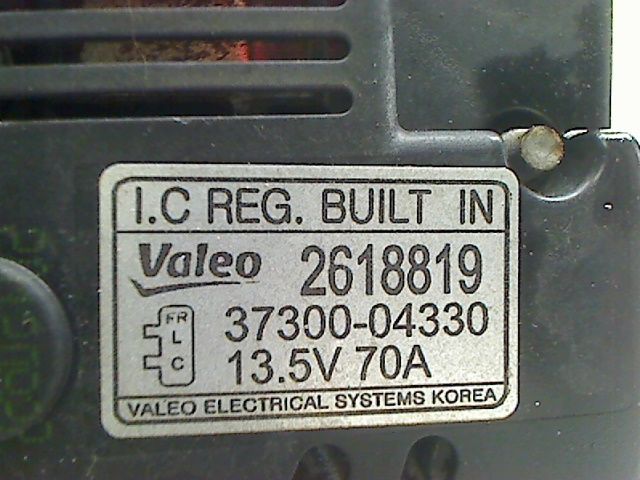 I.C REG. BUILT IN
Valeo 2618819
FR
L
C
37300-04330
13.5V 70A
VALEO ELECTRICAL SYSTEMS KOREA